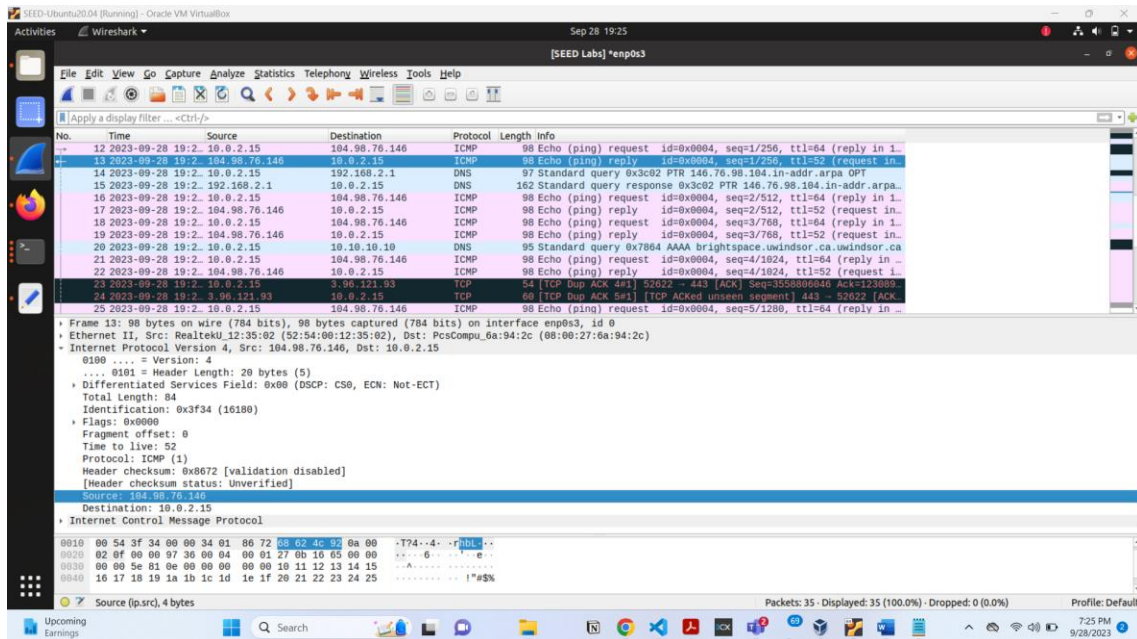 SEED-Ubuntu20.04 [Running] - Oracle VM VirtualBox
Activities Wireshark Sep 28 19:25
[SEED Labs] *enp0s3
File Edit View Go Capture Analyze Statistics Telephony Wireless Tools Help
Apply a display filter ... <Ctrl-/>
No. Time Source Destination Protocol Length Info
12 2023-09-28 19:2… 10.0.2.15 104.98.76.146 ICMP 98 Echo (ping) request id=0x0004, seq=1/256, ttl=64 (reply in 1…
13 2023-09-28 19:2… 104.98.76.146 10.0.2.15 ICMP 98 Echo (ping) reply id=0x0004, seq=1/256, ttl=52 (request in…
14 2023-09-28 19:2… 10.0.2.15 192.168.2.1 DNS 97 Standard query 0x3c02 PTR 146.76.98.104.in-addr.arpa OPT
15 2023-09-28 19:2… 192.168.2.1 10.0.2.15 DNS 162 Standard query response 0x3c02 PTR 146.76.98.104.in-addr.arpa…
16 2023-09-28 19:2… 10.0.2.15 104.98.76.146 ICMP 98 Echo (ping) request id=0x0004, seq=2/512, ttl=64 (reply in 1…
17 2023-09-28 19:2… 104.98.76.146 10.0.2.15 ICMP 98 Echo (ping) reply id=0x0004, seq=2/512, ttl=52 (request in…
18 2023-09-28 19:2… 10.0.2.15 104.98.76.146 ICMP 98 Echo (ping) request id=0x0004, seq=3/768, ttl=64 (reply in 1…
19 2023-09-28 19:2… 104.98.76.146 10.0.2.15 ICMP 98 Echo (ping) reply id=0x0004, seq=3/768, ttl=52 (request in…
20 2023-09-28 19:2… 10.0.2.15 10.10.10.10 DNS 95 Standard query 0x7864 AAAA brightspace.uwindsor.ca.uwindsor.ca
21 2023-09-28 19:2… 10.0.2.15 104.98.76.146 ICMP 98 Echo (ping) request id=0x0004, seq=4/1024, ttl=64 (reply in …
22 2023-09-28 19:2… 104.98.76.146 10.0.2.15 ICMP 98 Echo (ping) reply id=0x0004, seq=4/1024, ttl=52 (request i…
23 2023-09-28 19:2… 10.0.2.15 3.96.121.93 TCP 54 [TCP Dup ACK 4#1] 52622 → 443 [ACK] Seq=3558806046 Ack=123089…
24 2023-09-28 19:2… 3.96.121.93 10.0.2.15 TCP 60 [TCP Dup ACK 5#1] [TCP ACKed unseen segment] 443 → 52622 [ACK…
25 2023-09-28 19:2… 10.0.2.15 104.98.76.146 ICMP 98 Echo (ping) request id=0x0004, seq=5/1280, ttl=64 (reply in …
Frame 13: 98 bytes on wire (784 bits), 98 bytes captured (784 bits) on interface enp0s3, id 0
Ethernet II, Src: RealtekU_12:35:02 (52:54:00:12:35:02), Dst: PcsCompu_6a:94:2c (08:00:27:6a:94:2c)
Internet Protocol Version 4, Src: 104.98.76.146, Dst: 10.0.2.15
0100 .... = Version: 4
.... 0101 = Header Length: 20 bytes (5)
Differentiated Services Field: 0x00 (DSCP: CS0, ECN: Not-ECT)
Total Length: 84
Identification: 0x3f34 (16180)
Flags: 0x0000
Fragment offset: 0
Time to live: 52
Protocol: ICMP (1)
Header checksum: 0x8672 [validation disabled]
[Header checksum status: Unverified]
Source: 104.98.76.146
Destination: 10.0.2.15
Internet Control Message Protocol
0010 00 54 3f 34 00 00 34 01 86 72 68 62 4c 92 0a 00 ·T?4··4· ·rhbL···
0020 02 0f 00 00 97 36 00 04 00 01 27 0b 16 65 00 00 ·····6·· ··'··e··
0030 00 00 5e 81 0e 00 00 00 00 00 10 11 12 13 14 15 ··^····· ········
0040 16 17 18 19 1a 1b 1c 1d 1e 1f 20 21 22 23 24 25 ········ ·· !"#$%
Source (ip.src), 4 bytes Packets: 35 · Displayed: 35 (100.0%) · Dropped: 0 (0.0%) Profile: Default
Upcoming
Earnings
Search
69
7:25 PM
9/28/2023
2